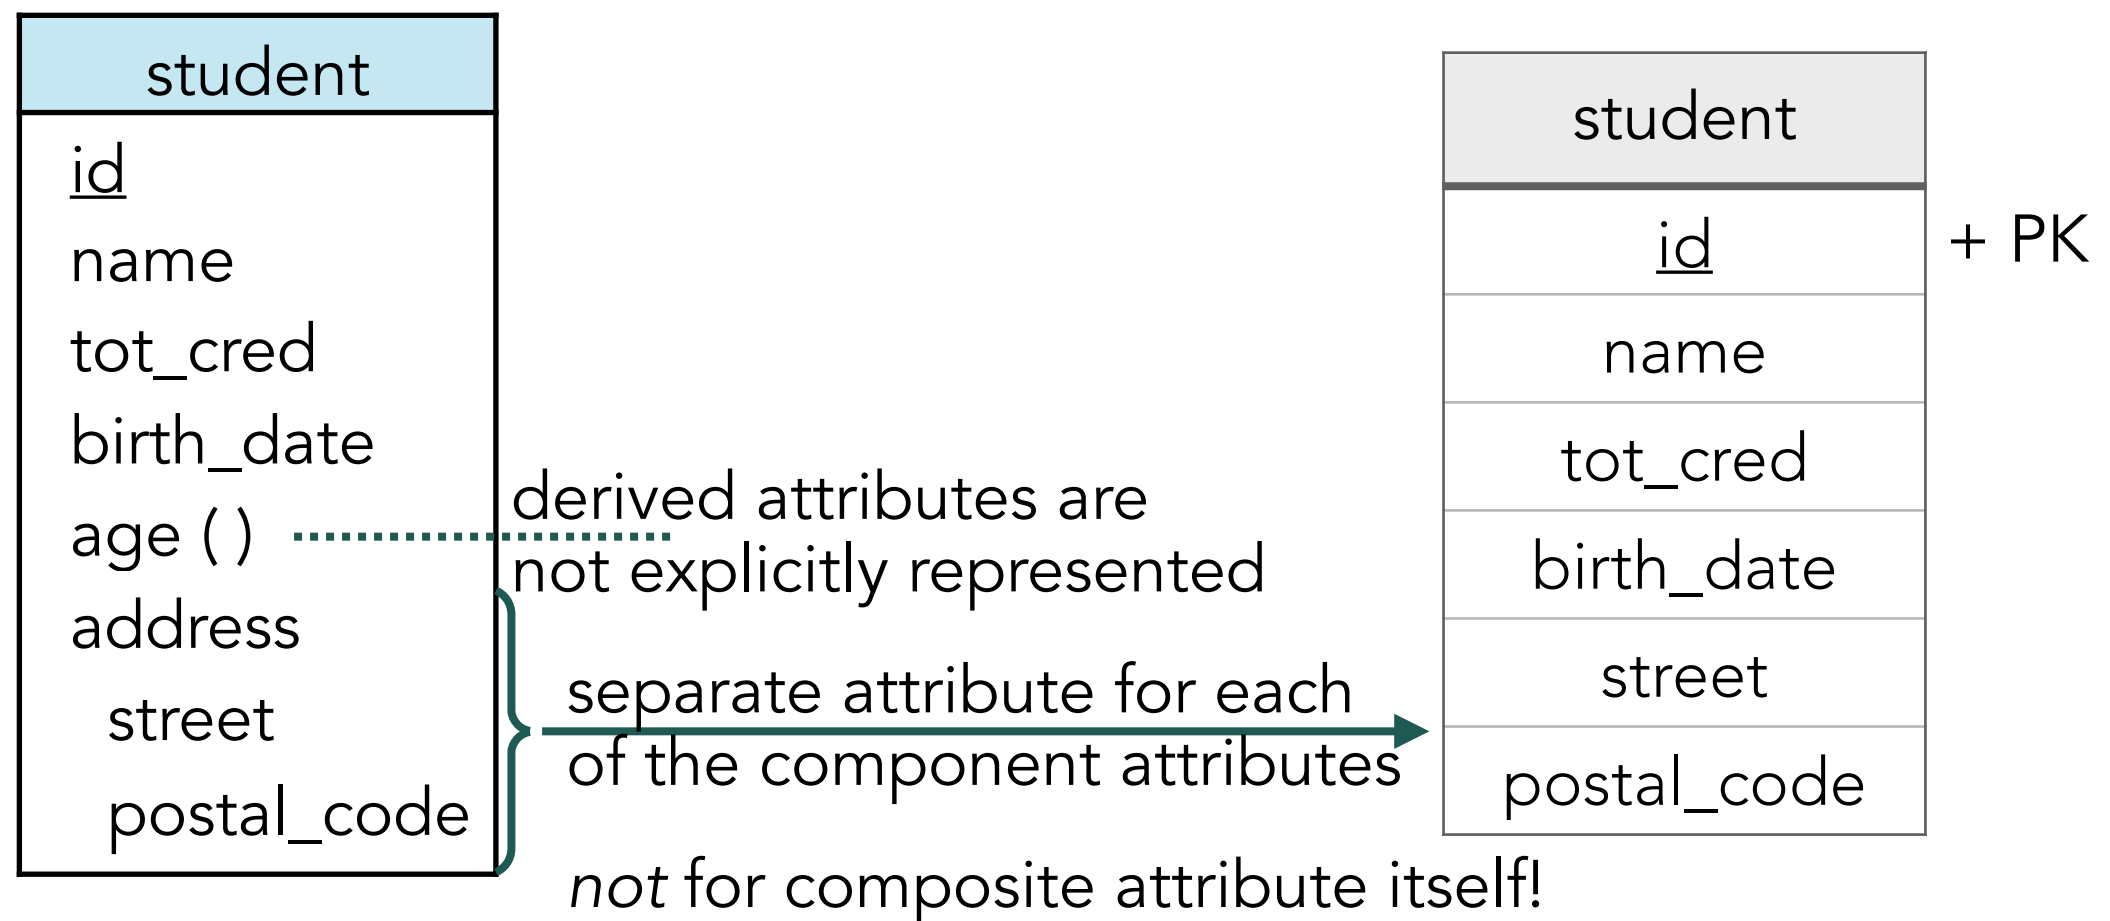 student
id
name
tot_cred
birth_date
age ( )
address
street
postal_code
derived attributes are
not explicitly represented
separate attribute for each
of the component attributes
not for composite attribute itself!
student
id
+ PK
name
tot_cred
birth_date
street
postal_code